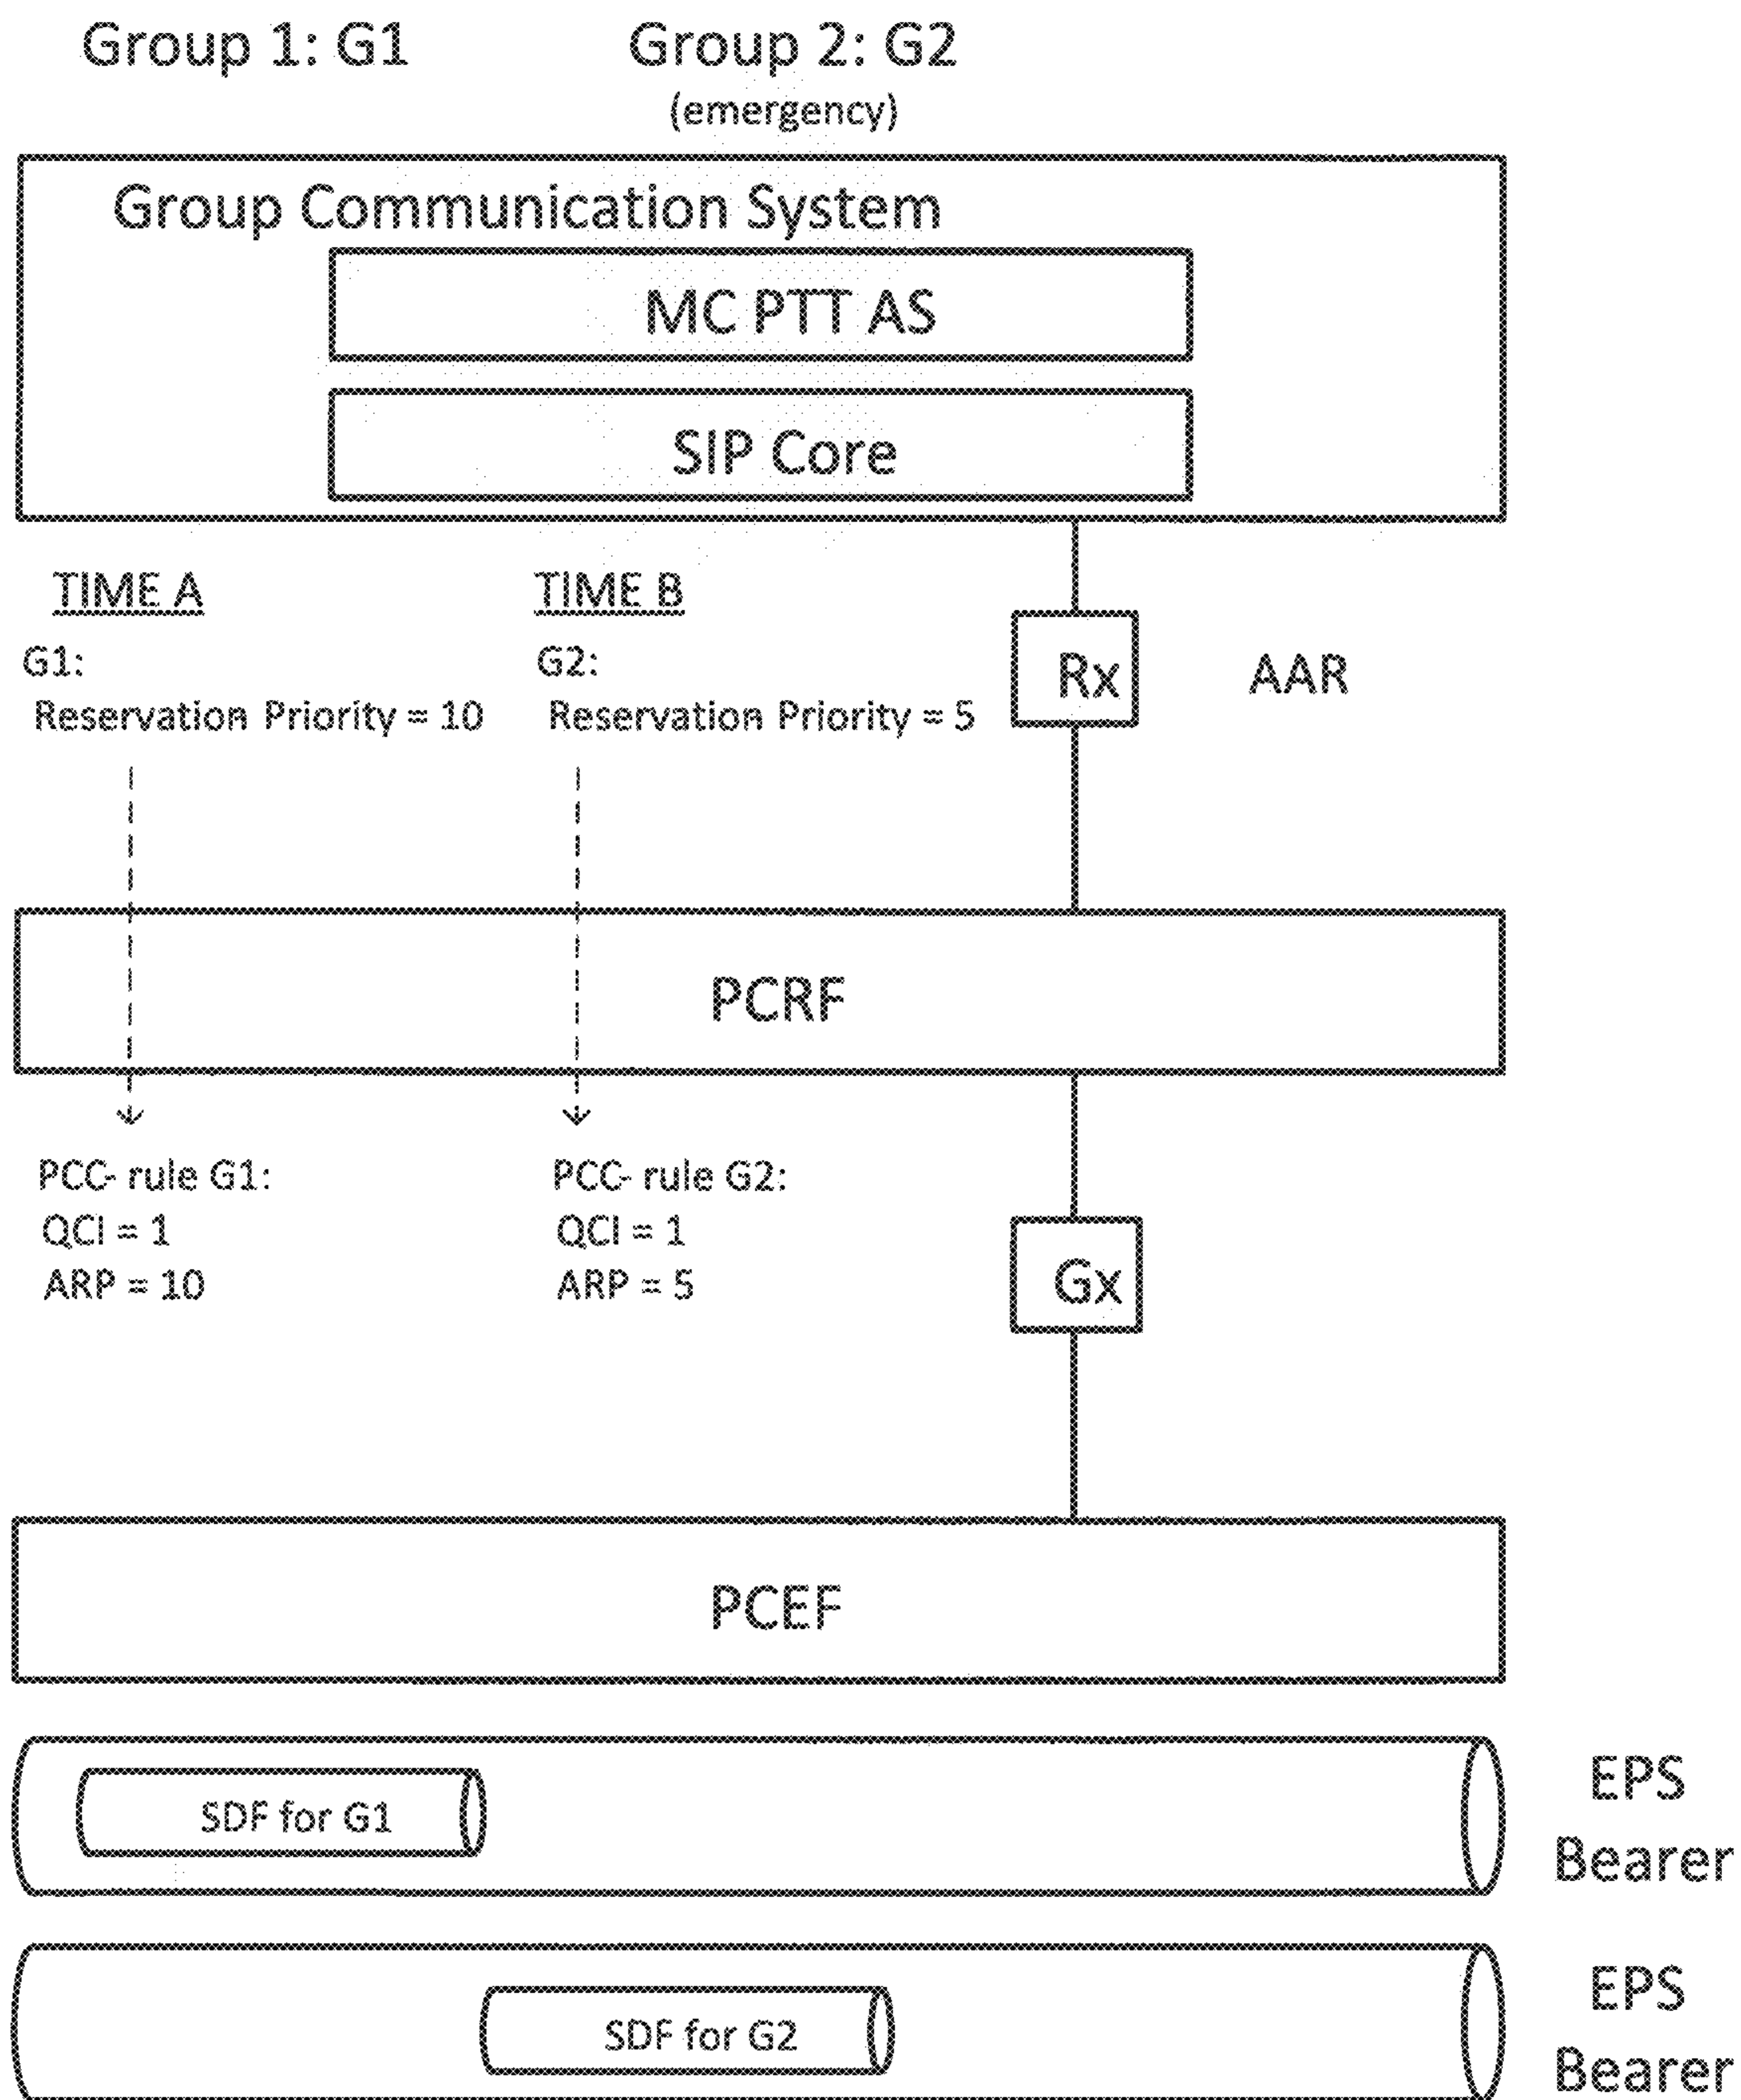 Group 1: G1
Group 2: G2
(emergency)
Group Communication System
MC PTT AS
SIP Core
TIME A
G1:
Reservation Priority = 10
TIME B
G2:
Reservation Priority = 5
Rx
AAR
PCRF
PCC- rule G1:
QCI = 1
ARP = 10
PCC- rule G2:
QCI = 1
ARP = 5
Gx
PCEF
SDF for G1
EPS
Bearer
SDF for G2
EPS
Bearer